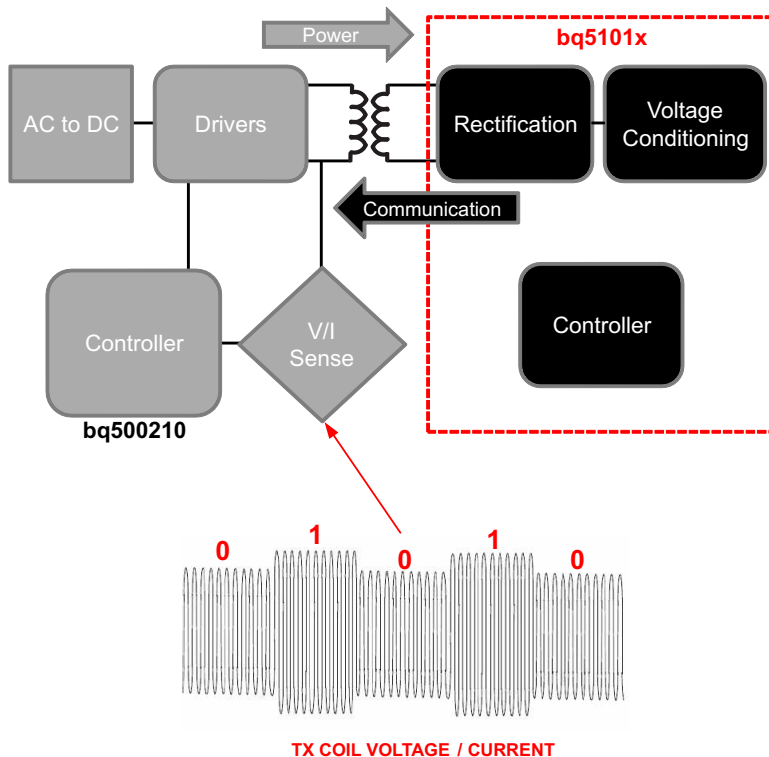 Power
bq5101x
AC to DC
Drivers
Rectification
Voltage
Conditioning
Communication
Controller
V/I
Sense
Controller
bq500210
0 1 0 1 0
TX COIL VOLTAGE / CURRENT